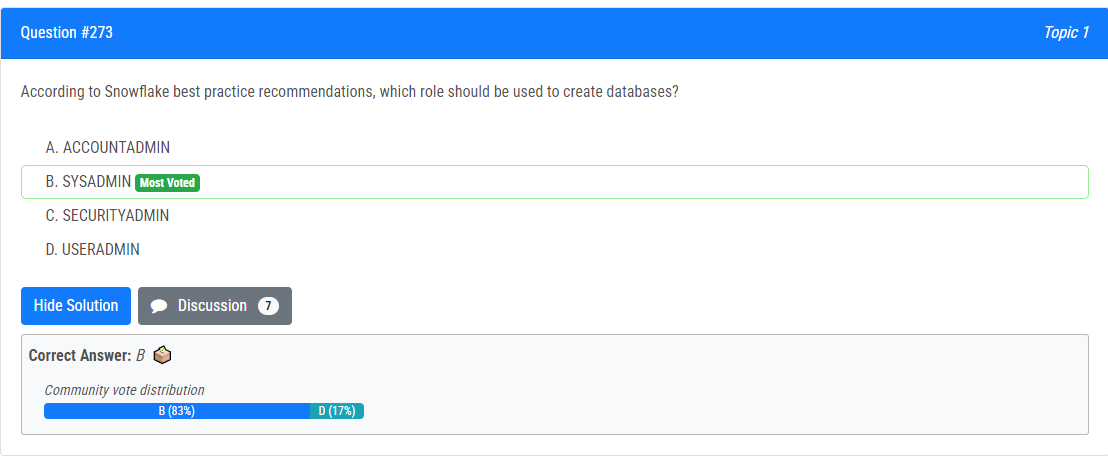 Question #273
Topic 1
According to Snowflake best practice recommendations, which role should be used to create databases?
A. ACCOUNTADMIN
B. SYSADMIN Most Voted
C. SECURITYADMIN
D. USERADMIN
Hide Solution
Discussion 7
Correct Answer: B
Community vote distribution
B (83%)
D (17%)